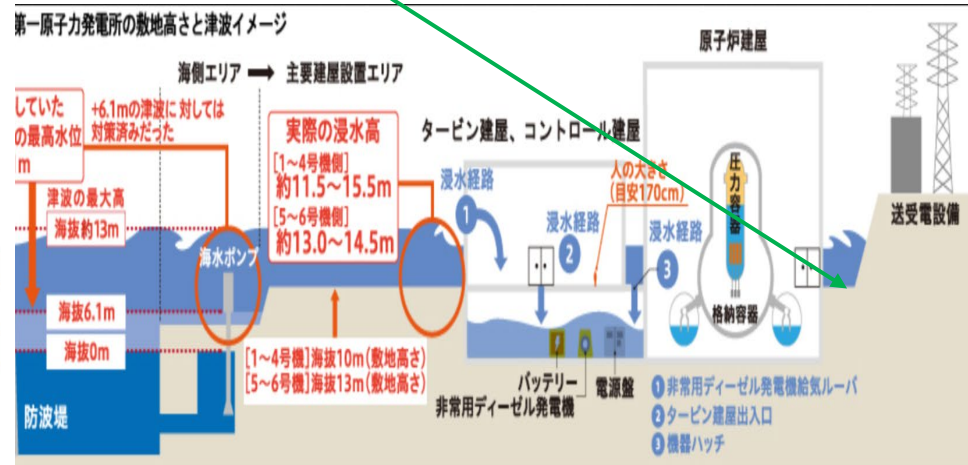 第一原子力発電所の敷地高さと津波イメージ
海側エリア
主要建屋設置エリア
していた
の最高水位
m
+6.1mの津波に対しては
対策済みだった
津波の最大高
海抜約13m
海水ポンプ
海抜6.1m
海抜0m
防波堤
実際の浸水高
[1〜4号機側]
約11.5〜15.5m
[5〜6号機側]
約13.0〜14.5m
[1〜4号機]海抜10m(敷地高さ)
[5〜6号機]海抜13m(敷地高さ)
タービン建屋、コントロール建屋
浸水経路
1
浸水経路
2
人の大きさ
(目安170cm)
浸水経路
3
バッテリー
非常用ディーゼル発電機
電源盤
原子炉建屋
圧力容器
格納容器
送受電設備
1 非常用ディーゼル発電機給気ルーバ
2 タービン建屋出入口
3 機器ハッチ